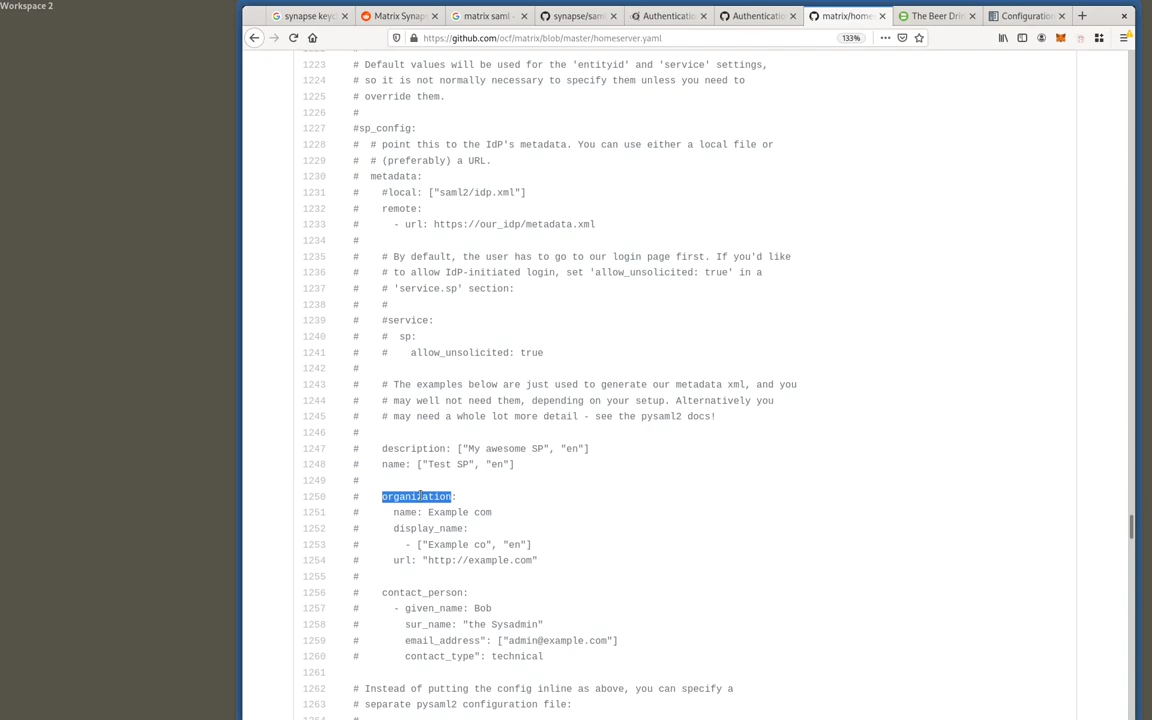 Workspace 2
synapse keyc
Matrix Synaps
matrix saml -
synapse/sam
Authenticatio
Authenticatio
matrix/home
The Beer Drin
Configuration
https://github.com/ocf/matrix/blob/master/homeserver.yaml
133%
1223 # Default values will be used for the 'entityid' and 'service' settings,
1224 # so it is not normally necessary to specify them unless you need to
1225 # override them.
1226 #
1227 #sp_config:
1228 # # point this to the IdP's metadata. You can use either a local file or
1229 # # (preferably) a URL.
1230 # metadata:
1231 # #local: ["saml2/idp.xml"]
1232 # remote:
1233 # - url: https://our_idp/metadata.xml
1234 #
1235 # # By default, the user has to go to our login page first. If you'd like
1236 # # to allow IdP-initiated login, set 'allow_unsolicited: true' in a
1237 # # 'service.sp' section:
1238 # #
1239 # #service:
1240 # # sp:
1241 # # allow_unsolicited: true
1242 #
1243 # # The examples below are just used to generate our metadata xml, and you
1244 # # may well not need them, depending on your setup. Alternatively you
1245 # # may need a whole lot more detail - see the pysaml2 docs!
1246 #
1247 # description: ["My awesome SP", "en"]
1248 # name: ["Test SP", "en"]
1249 #
1250 # organization:
1251 # name: Example com
1252 # display_name:
1253 # - ["Example co", "en"]
1254 # url: "http://example.com"
1255 #
1256 # contact_person:
1257 # - given_name: Bob
1258 # sur_name: "the Sysadmin"
1259 # email_address": ["admin@example.com"]
1260 # contact_type": technical
1261
1262 # Instead of putting the config inline as above, you can specify a
1263 # separate pysaml2 configuration file: